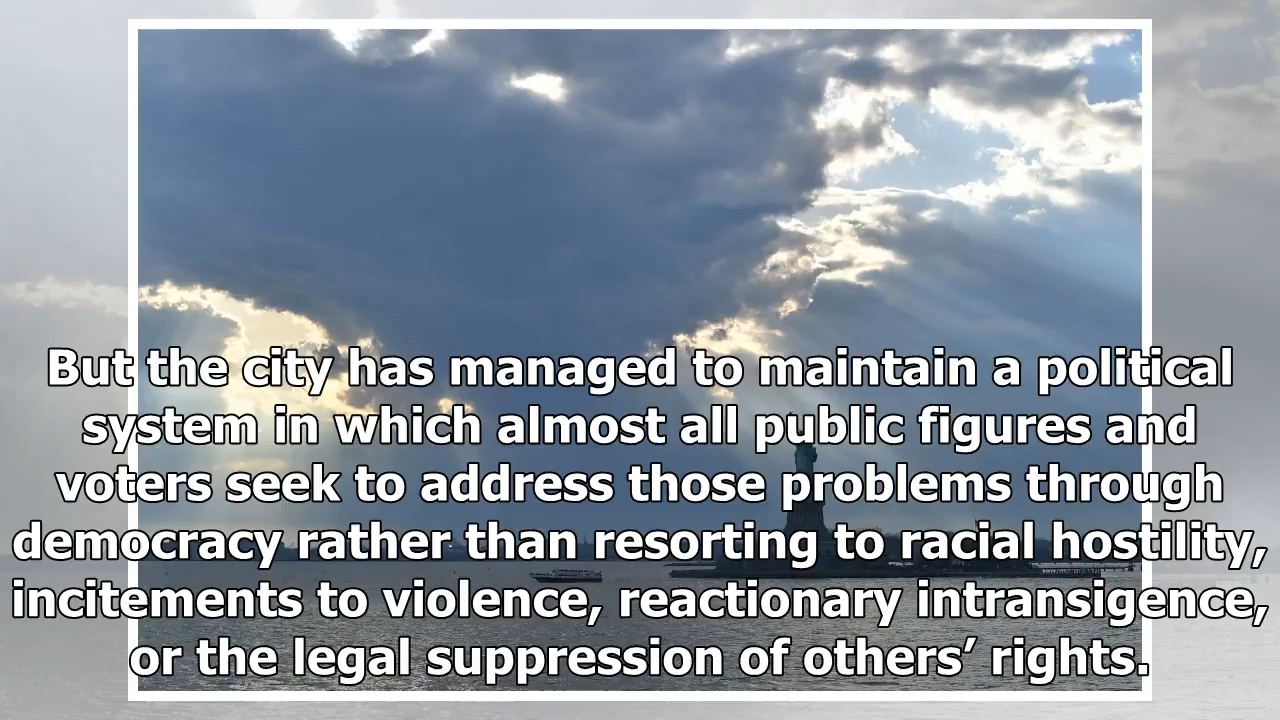 But the city has managed to maintain a political
system in which almost all public figures and
voters seek to address those problems through
democracy rather than resorting to racial hostility,
incitements to violence, reactionary intransigence,
or the legal suppression of others’ rights.